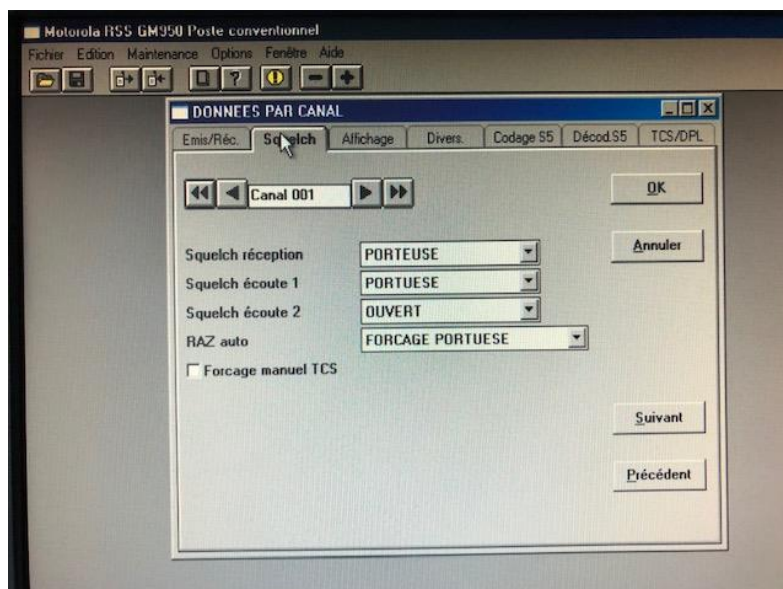 Motorola RSS GM950 Poste conventionnel
Fichier Edition Maintenance Options Fenêtre Aide
DONNEES PAR CANAL
Emis/Réc. Squelch Affichage Divers. Codage S5 Décod.S5 TCS/DPL
Canal 001
OK
Annuler
Squelch réception PORTEUSE
Squelch écoute 1 PORTUESE
Squelch écoute 2 OUVERT
RAZ auto FORCAGE PORTUESE
Forcage manuel TCS
Suivant
Précédent